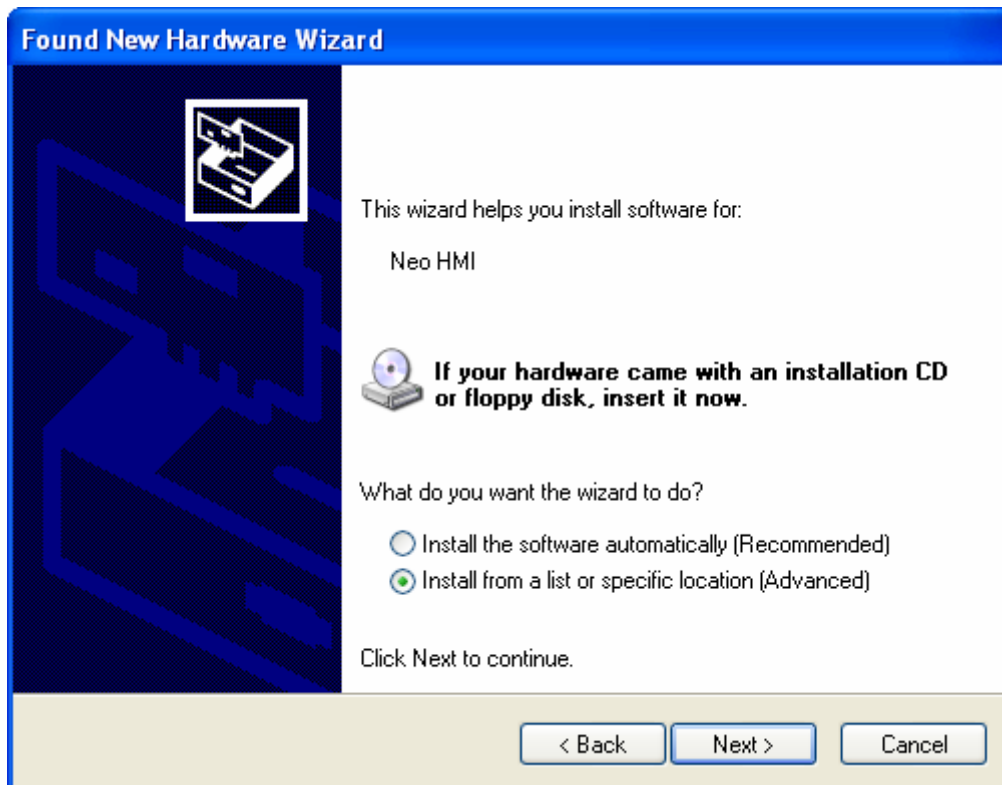 Found New Hardware Wizard
This wizard helps you install software for:
Neo HMI
If your hardware came with an installation CD
or floppy disk, insert it now.
What do you want the wizard to do?
Install the software automatically (Recommended)
Install from a list or specific location (Advanced)
Click Next to continue.
< Back Next > Cancel